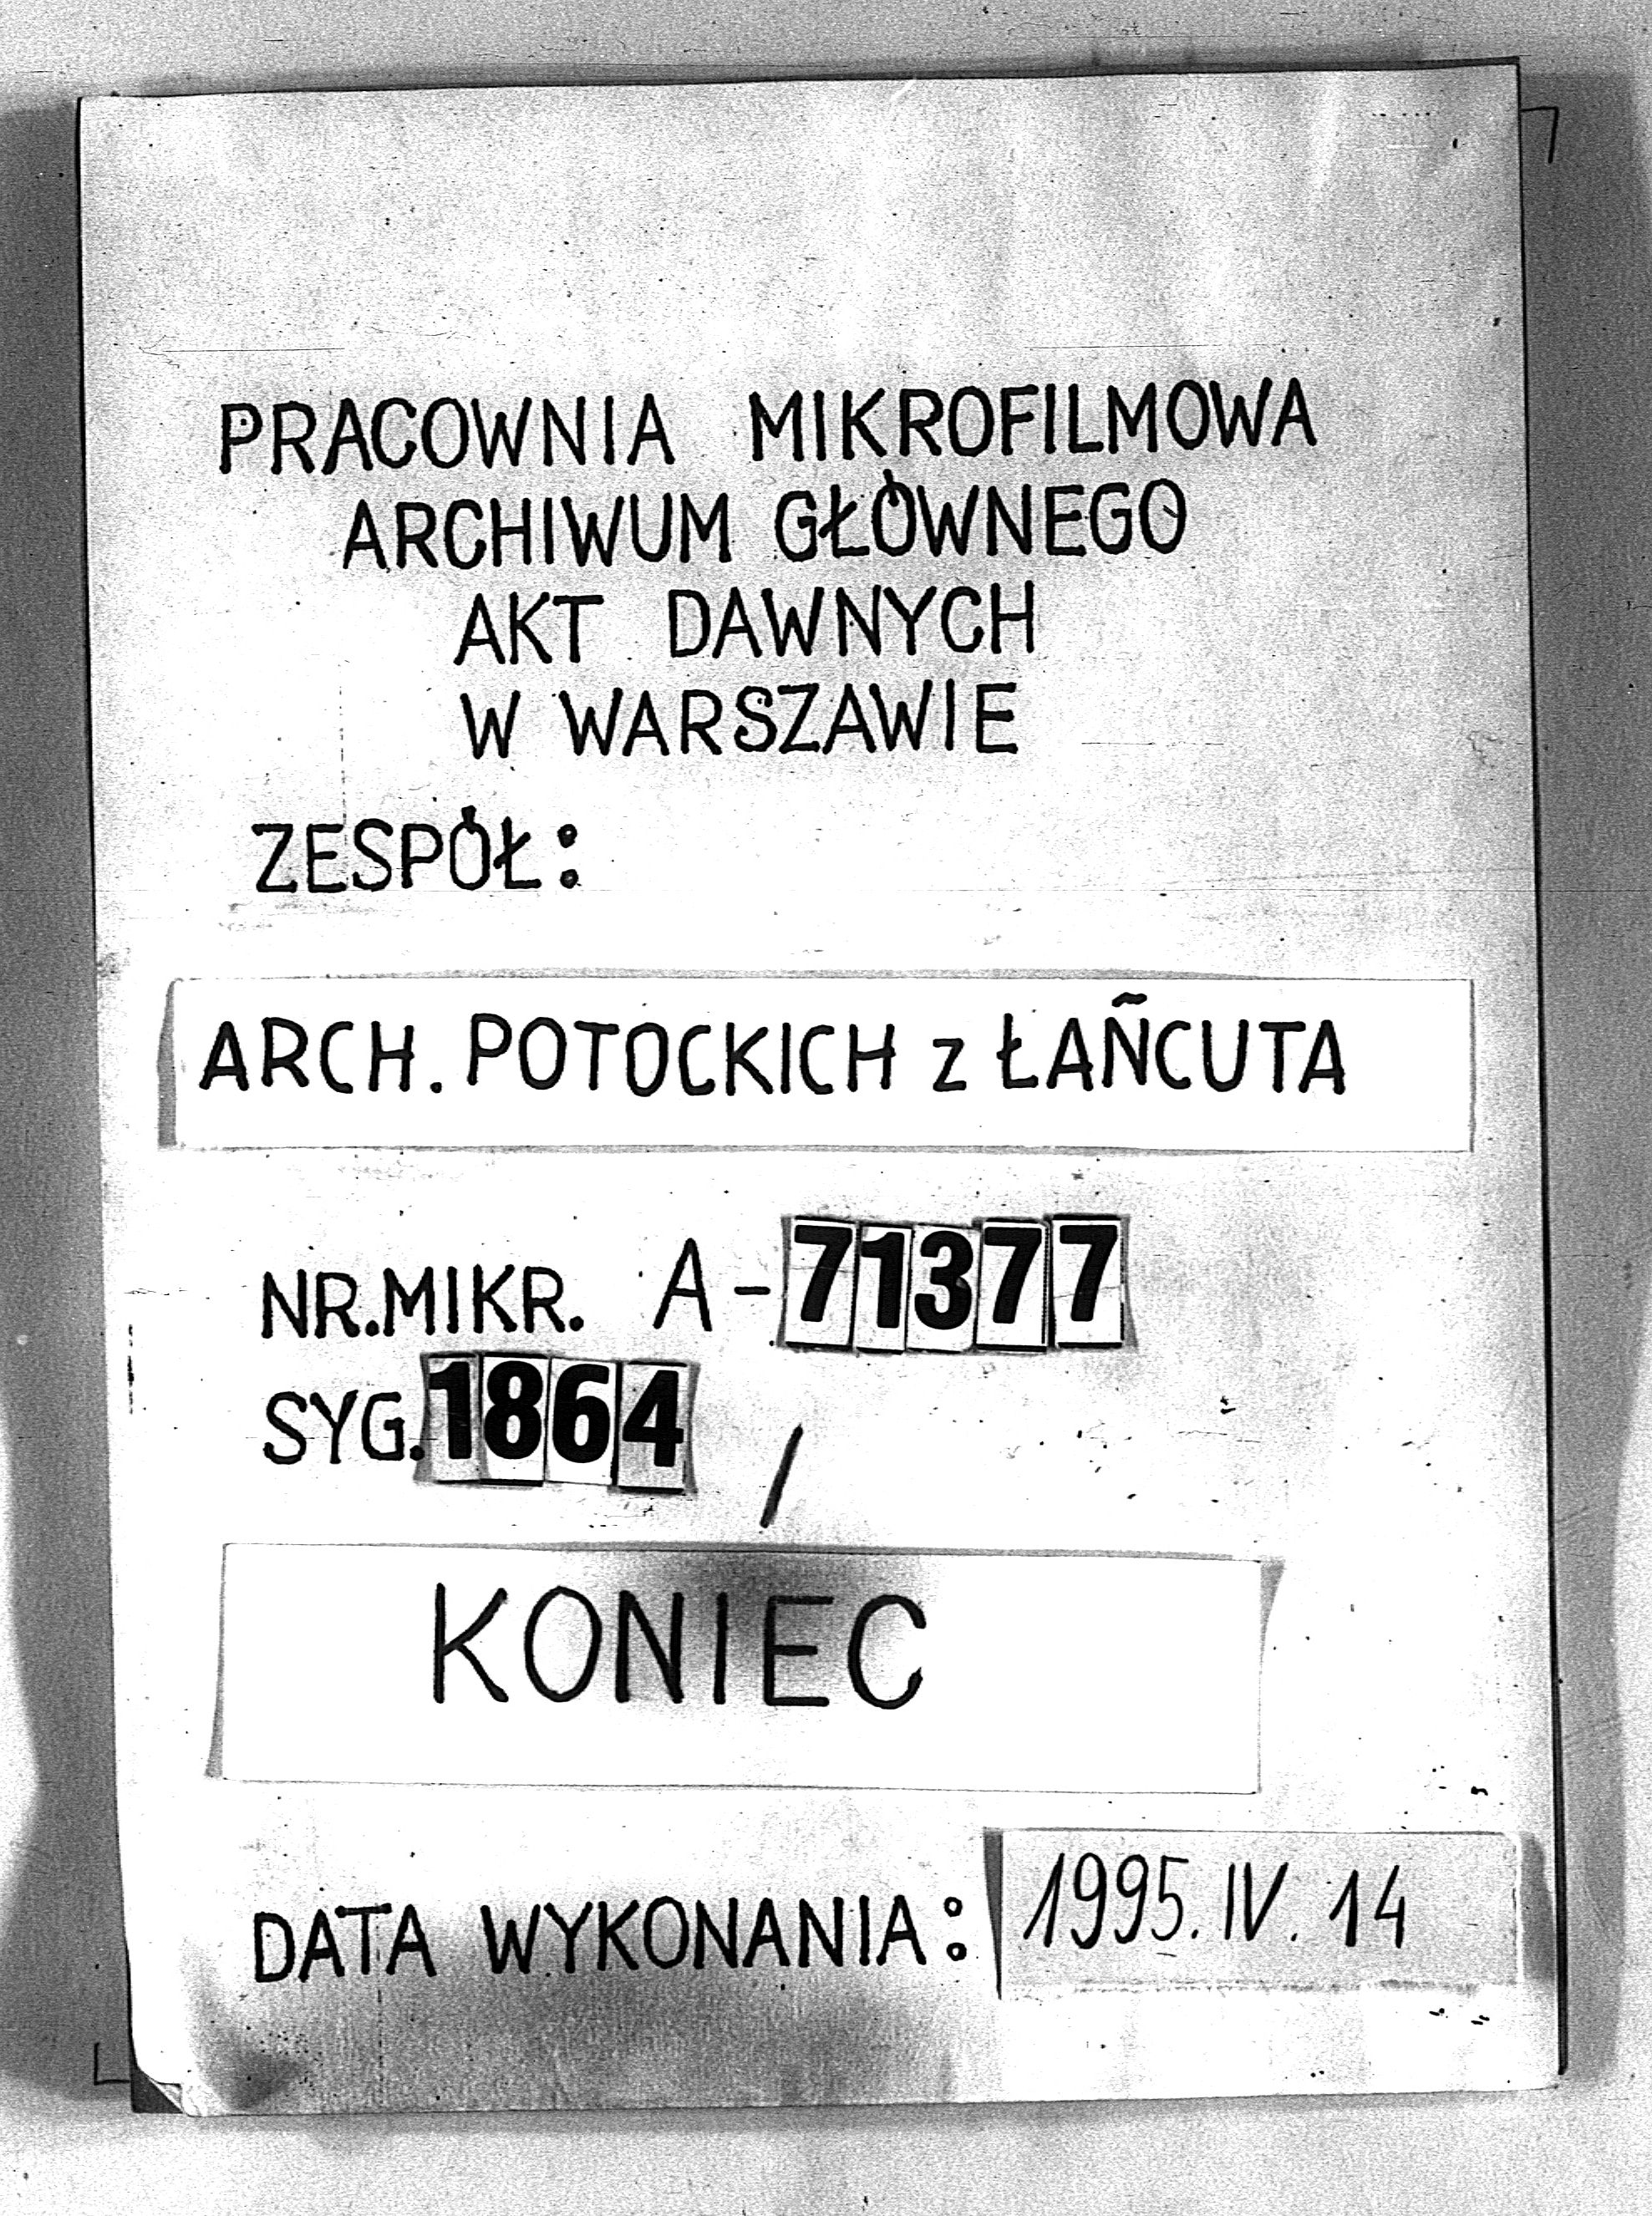 PRACOWNIA MIKROFILMOWA
ARCHIWUM GŁÓWNEGO
AKT DAWNYCH
W WARSZAWIE
ZESPÓŁ:
ARCH. POTOCKICH z ŁAÑCUTA
NR.MIKR. A-71377
SYG.1864 /
KONIEC
DATA WYKONANIA: 1995.IV.14